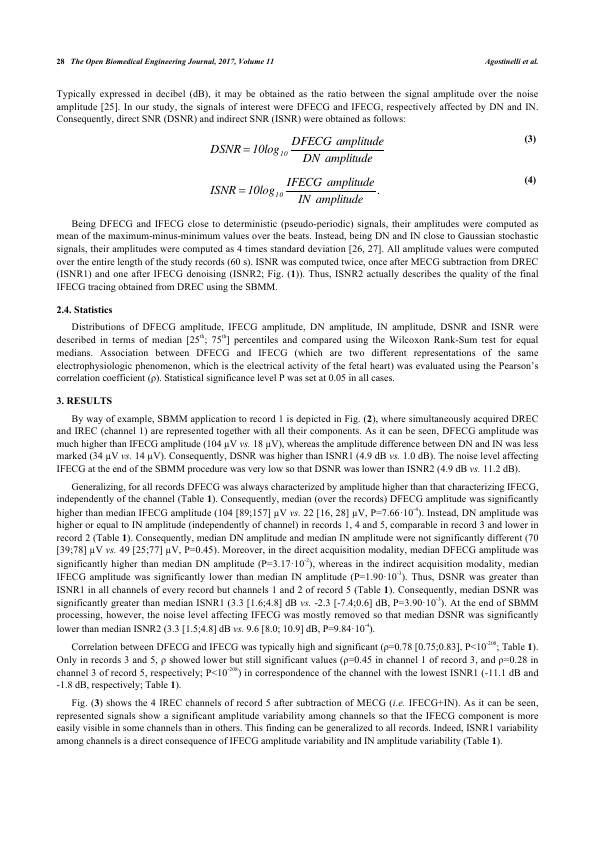 28 The Open Biomedical Engineering Journal, 2017, Volume 11 Agostinelli et al.
Typically expressed in decibel (dB), it may be obtained as the ratio between the signal amplitude over the noise
amplitude [25]. In our study, the signals of interest were DFECG and IFECG, respectively affected by DN and IN.
Consequently, direct SNR (DSNR) and indirect SNR (ISNR) were obtained as follows:
DSNR = 10log₁₀ DFECG amplitude / DN amplitude (3)
ISNR = 10log₁₀ IFECG amplitude / IN amplitude. (4)
Being DFECG and IFECG close to deterministic (pseudo-periodic) signals, their amplitudes were computed as
mean of the maximum-minus-minimum values over the beats. Instead, being DN and IN close to Gaussian stochastic
signals, their amplitudes were computed as 4 times standard deviation [26, 27]. All amplitude values were computed
over the entire length of the study records (60 s). ISNR was computed twice, once after MECG subtraction from DREC
(ISNR1) and one after IFECG denoising (ISNR2; Fig. (1)). Thus, ISNR2 actually describes the quality of the final
IFECG tracing obtained from DREC using the SBMM.
2.4. Statistics
Distributions of DFECG amplitude, IFECG amplitude, DN amplitude, IN amplitude, DSNR and ISNR were
described in terms of median [25th; 75th] percentiles and compared using the Wilcoxon Rank-Sum test for equal
medians. Association between DFECG and IFECG (which are two different representations of the same
electrophysiologic phenomenon, which is the electrical activity of the fetal heart) was evaluated using the Pearson's
correlation coefficient (ρ). Statistical significance level P was set at 0.05 in all cases.
3. RESULTS
By way of example, SBMM application to record 1 is depicted in Fig. (2), where simultaneously acquired DREC
and IREC (channel 1) are represented together with all their components. As it can be seen, DFECG amplitude was
much higher than IFECG amplitude (104 µV vs. 18 µV), whereas the amplitude difference between DN and IN was less
marked (34 µV vs. 14 µV). Consequently, DSNR was higher than ISNR1 (4.9 dB vs. 1.0 dB). The noise level affecting
IFECG at the end of the SBMM procedure was very low so that DSNR was lower than ISNR2 (4.9 dB vs. 11.2 dB).
Generalizing, for all records DFECG was always characterized by amplitude higher than that characterizing IFECG,
independently of the channel (Table 1). Consequently, median (over the records) DFECG amplitude was significantly
higher than median IFECG amplitude (104 [89;157] µV vs. 22 [16, 28] µV, P=7.66·10⁻⁴). Instead, DN amplitude was
higher or equal to IN amplitude (independently of channel) in records 1, 4 and 5, comparable in record 3 and lower in
record 2 (Table 1). Consequently, median DN amplitude and median IN amplitude were not significantly different (70
[39;78] µV vs. 49 [25;77] µV, P=0.45). Moreover, in the direct acquisition modality, median DFECG amplitude was
significantly higher than median DN amplitude (P=3.17·10⁻²), whereas in the indirect acquisition modality, median
IFECG amplitude was significantly lower than median IN amplitude (P=1.90·10⁻³). Thus, DSNR was greater than
ISNR1 in all channels of every record but channels 1 and 2 of record 5 (Table 1). Consequently, median DSNR was
significantly greater than median ISNR1 (3.3 [1.6;4.8] dB vs. -2.3 [-7.4;0.6] dB, P=3.90·10⁻³). At the end of SBMM
processing, however, the noise level affecting IFECG was mostly removed so that median DSNR was significantly
lower than median ISNR2 (3.3 [1.5;4.8] dB vs. 9.6 [8.0; 10.9] dB, P=9.84·10⁻⁴).
Correlation between DFECG and IFECG was typically high and significant (ρ=0.78 [0.75;0.83], P<10⁻²⁰⁸; Table 1).
Only in records 3 and 5, ρ showed lower but still significant values (ρ=0.45 in channel 1 of record 3, and ρ=0.28 in
channel 3 of record 5, respectively; P<10⁻²⁰⁸) in correspondence of the channel with the lowest ISNR1 (-11.1 dB and
-1.8 dB, respectively; Table 1).
Fig. (3) shows the 4 IREC channels of record 5 after subtraction of MECG (i.e. IFECG+IN). As it can be seen,
represented signals show a significant amplitude variability among channels so that the IFECG component is more
easily visible in some channels than in others. This finding can be generalized to all records. Indeed, ISNR1 variability
among channels is a direct consequence of IFECG amplitude variability and IN amplitude variability (Table 1).